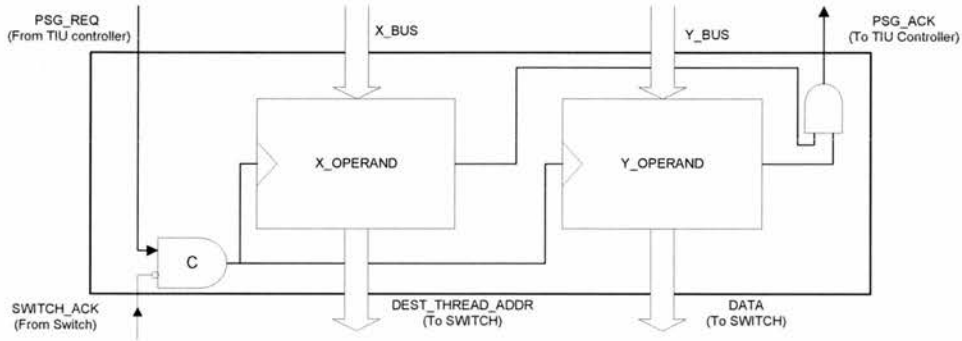 PSG_REQ
(From TIU controller)
X_BUS
Y_BUS
PSG_ACK
(To TIU Controller)
X_OPERAND
Y_OPERAND
C
SWITCH_ACK
(From Switch)
DEST_THREAD_ADDR
(To SWITCH)
DATA
(To SWITCH)